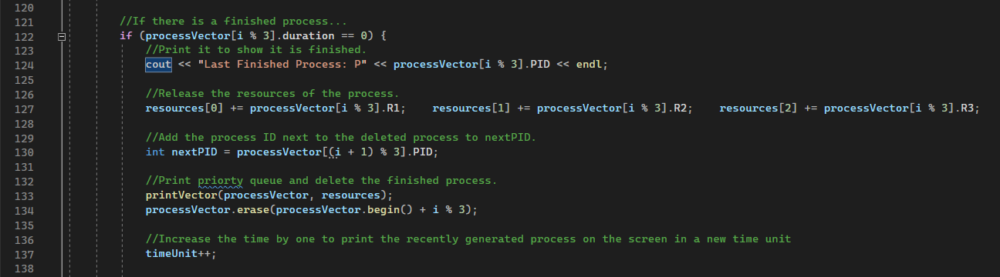 120
121 //If there is a finished process...
122 if (processVector[i % 3].duration == 0) {
123 //Print it to show it is finished.
124 cout << "Last Finished Process: P" << processVector[i % 3].PID << endl;
125
126 //Release the resources of the process.
127 resources[0] += processVector[i % 3].R1;    resources[1] += processVector[i % 3].R2;    resources[2] += processVector[i % 3].R3;
128
129 //Add the process ID next to the deleted process to nextPID.
130 int nextPID = processVector[(i + 1) % 3].PID;
131
132 //Print priorty queue and delete the finished process.
133 printVector(processVector, resources);
134 processVector.erase(processVector.begin() + i % 3);
135
136 //Increase the time by one to print the recently generated process on the screen in a new time unit
137 timeUnit++;
138